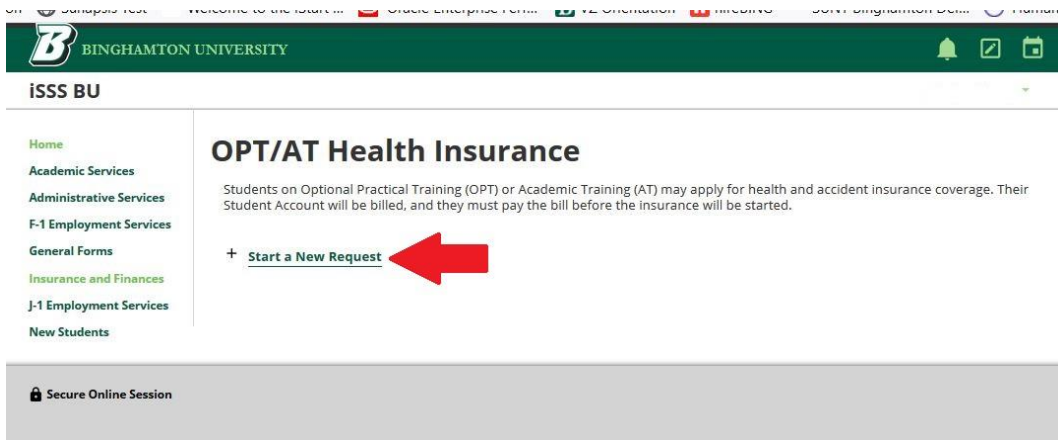 B BINGHAMTON UNIVERSITY
iSSS BU
Home
Academic Services
Administrative Services
F-1 Employment Services
General Forms
Insurance and Finances
J-1 Employment Services
New Students
OPT/AT Health Insurance
Students on Optional Practical Training (OPT) or Academic Training (AT) may apply for health and accident insurance coverage. Their
Student Account will be billed, and they must pay the bill before the insurance will be started.
+ Start a New Request
Secure Online Session